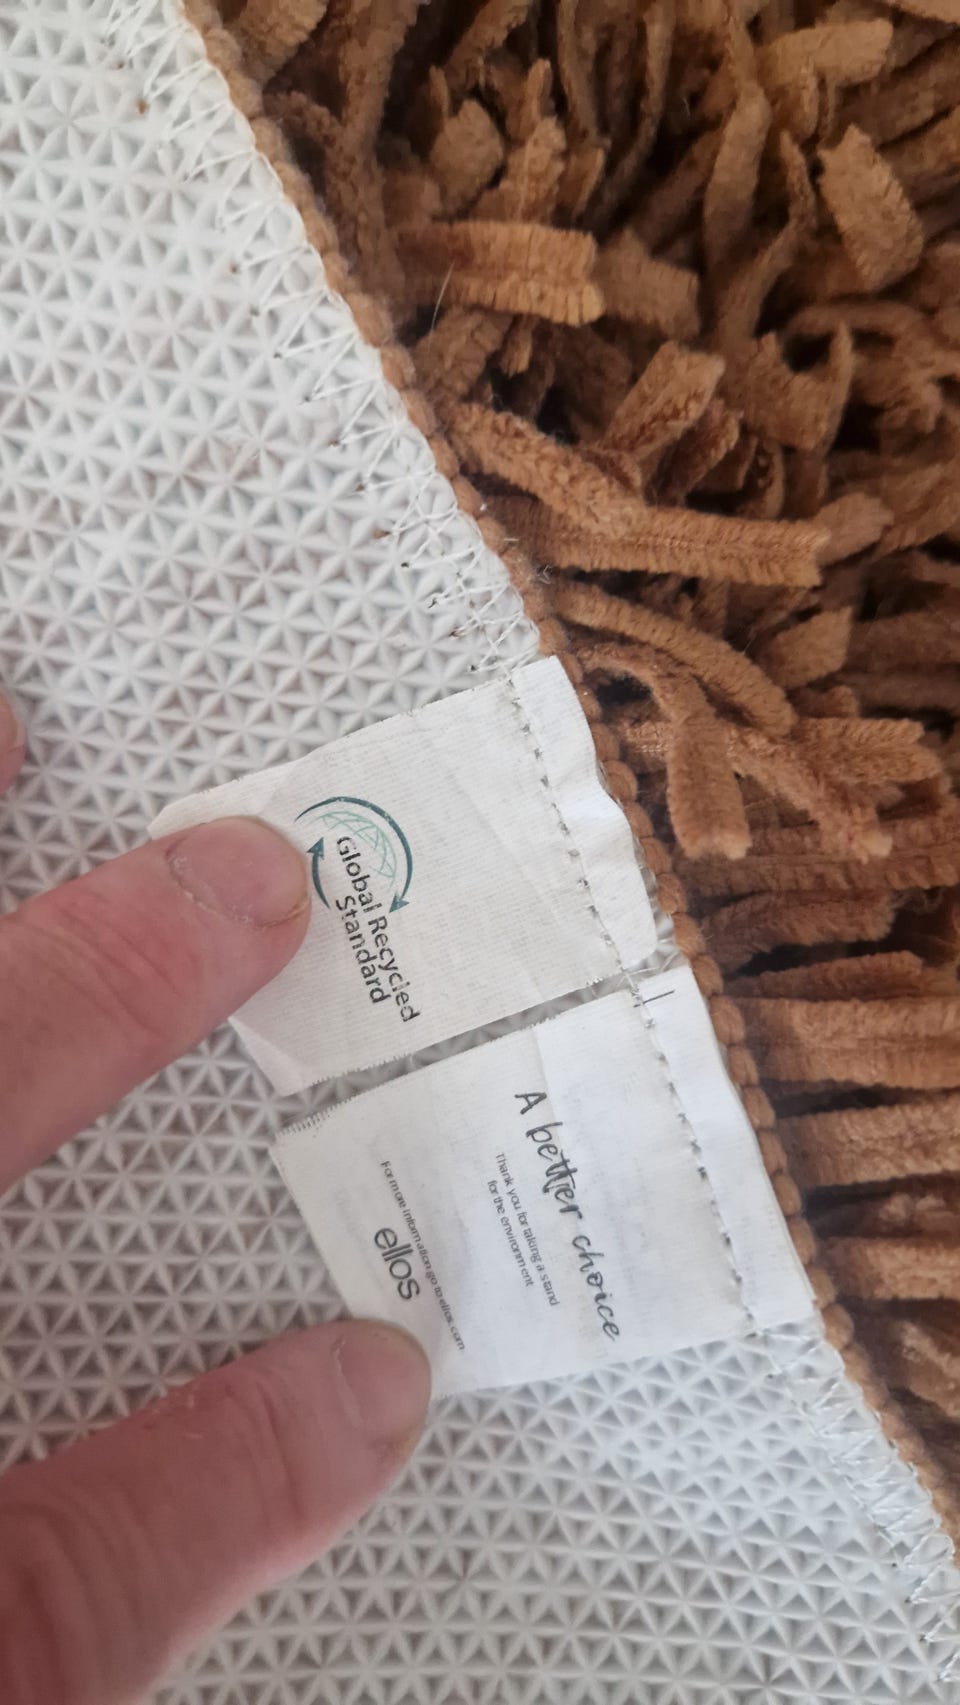 Global Recycled
Standard
A better choice
Thank you for taking a stand
for the environment
For more information go to ellos.com
ellos